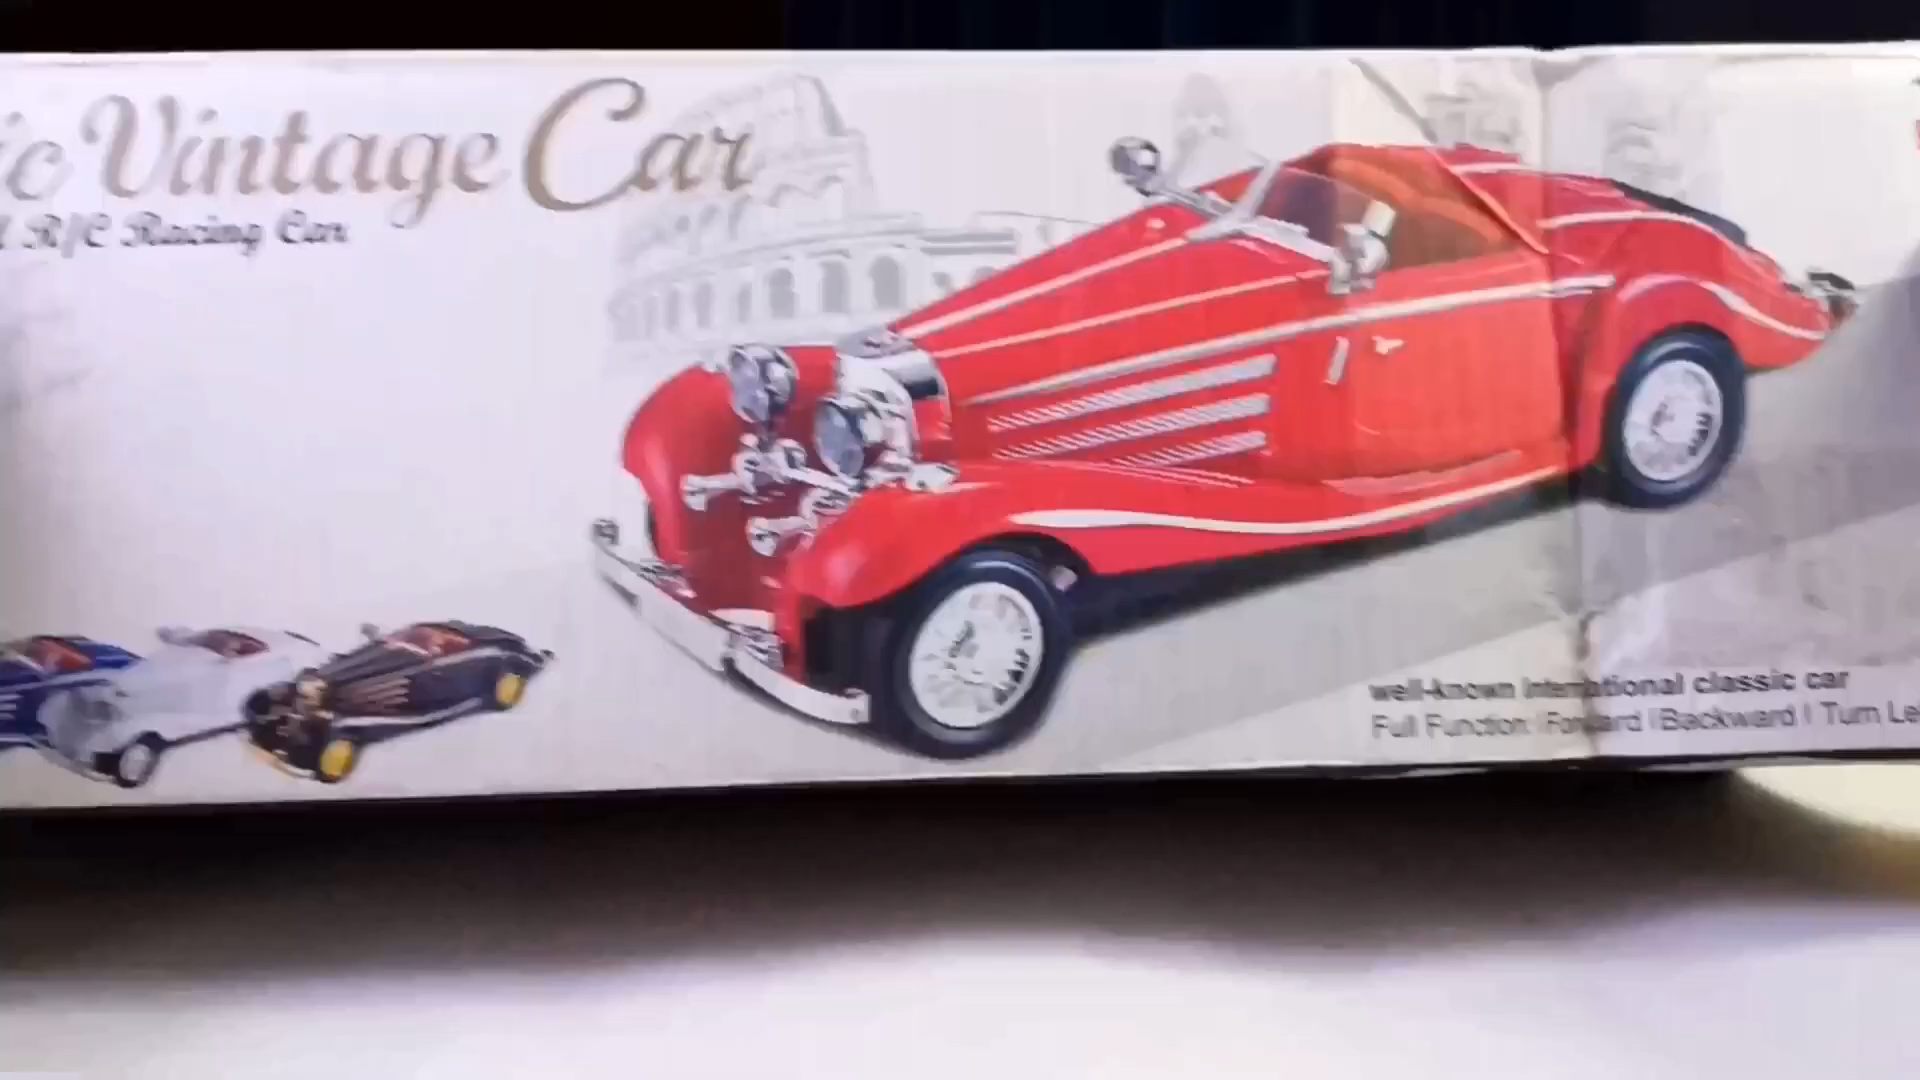 ic Vintage Car
l R/C Racing Car
well-known international classic car
Full Function: Forward | Backward | Turn Le